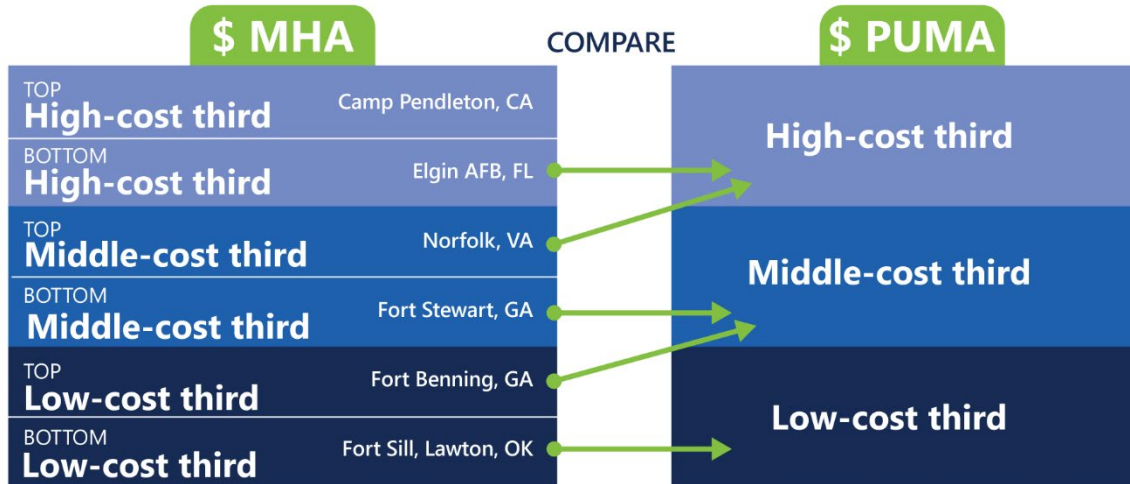 $ MHA
COMPARE
$ PUMA
TOP
High-cost third
Camp Pendleton, CA
BOTTOM
High-cost third
Elgin AFB, FL
High-cost third
TOP
Middle-cost third
Norfolk, VA
BOTTOM
Middle-cost third
Fort Stewart, GA
Middle-cost third
TOP
Low-cost third
Fort Benning, GA
BOTTOM
Low-cost third
Fort Sill, Lawton, OK
Low-cost third